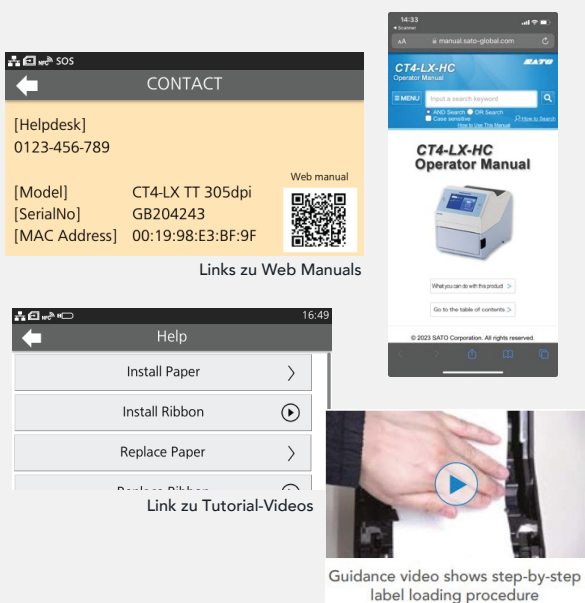 SOS
CONTACT
[Helpdesk]
0123-456-789
Web manual
[Model] CT4-LX TT 305dpi
[SerialNo] GB204243
[MAC Address] 00:19:98:E3:BF:9F
Links zu Web Manuals
14:33
◂ Scanner
AA manual.sato-global.com
CT4-LX-HC
SATO
Operator Manual
MENU Input a search keyword
AND Search OR Search
Case sensitive How to Search
How to Use This Manual
CT4-LX-HC
Operator Manual
What you can do with this product >
Go to the table of contents >
© 2023 SATO Corporation. All rights reserved.
16:49
Help
Install Paper
Install Ribbon
Replace Paper
Replace Ribbon
Link zu Tutorial-Videos
Guidance video shows step-by-step
label loading procedure